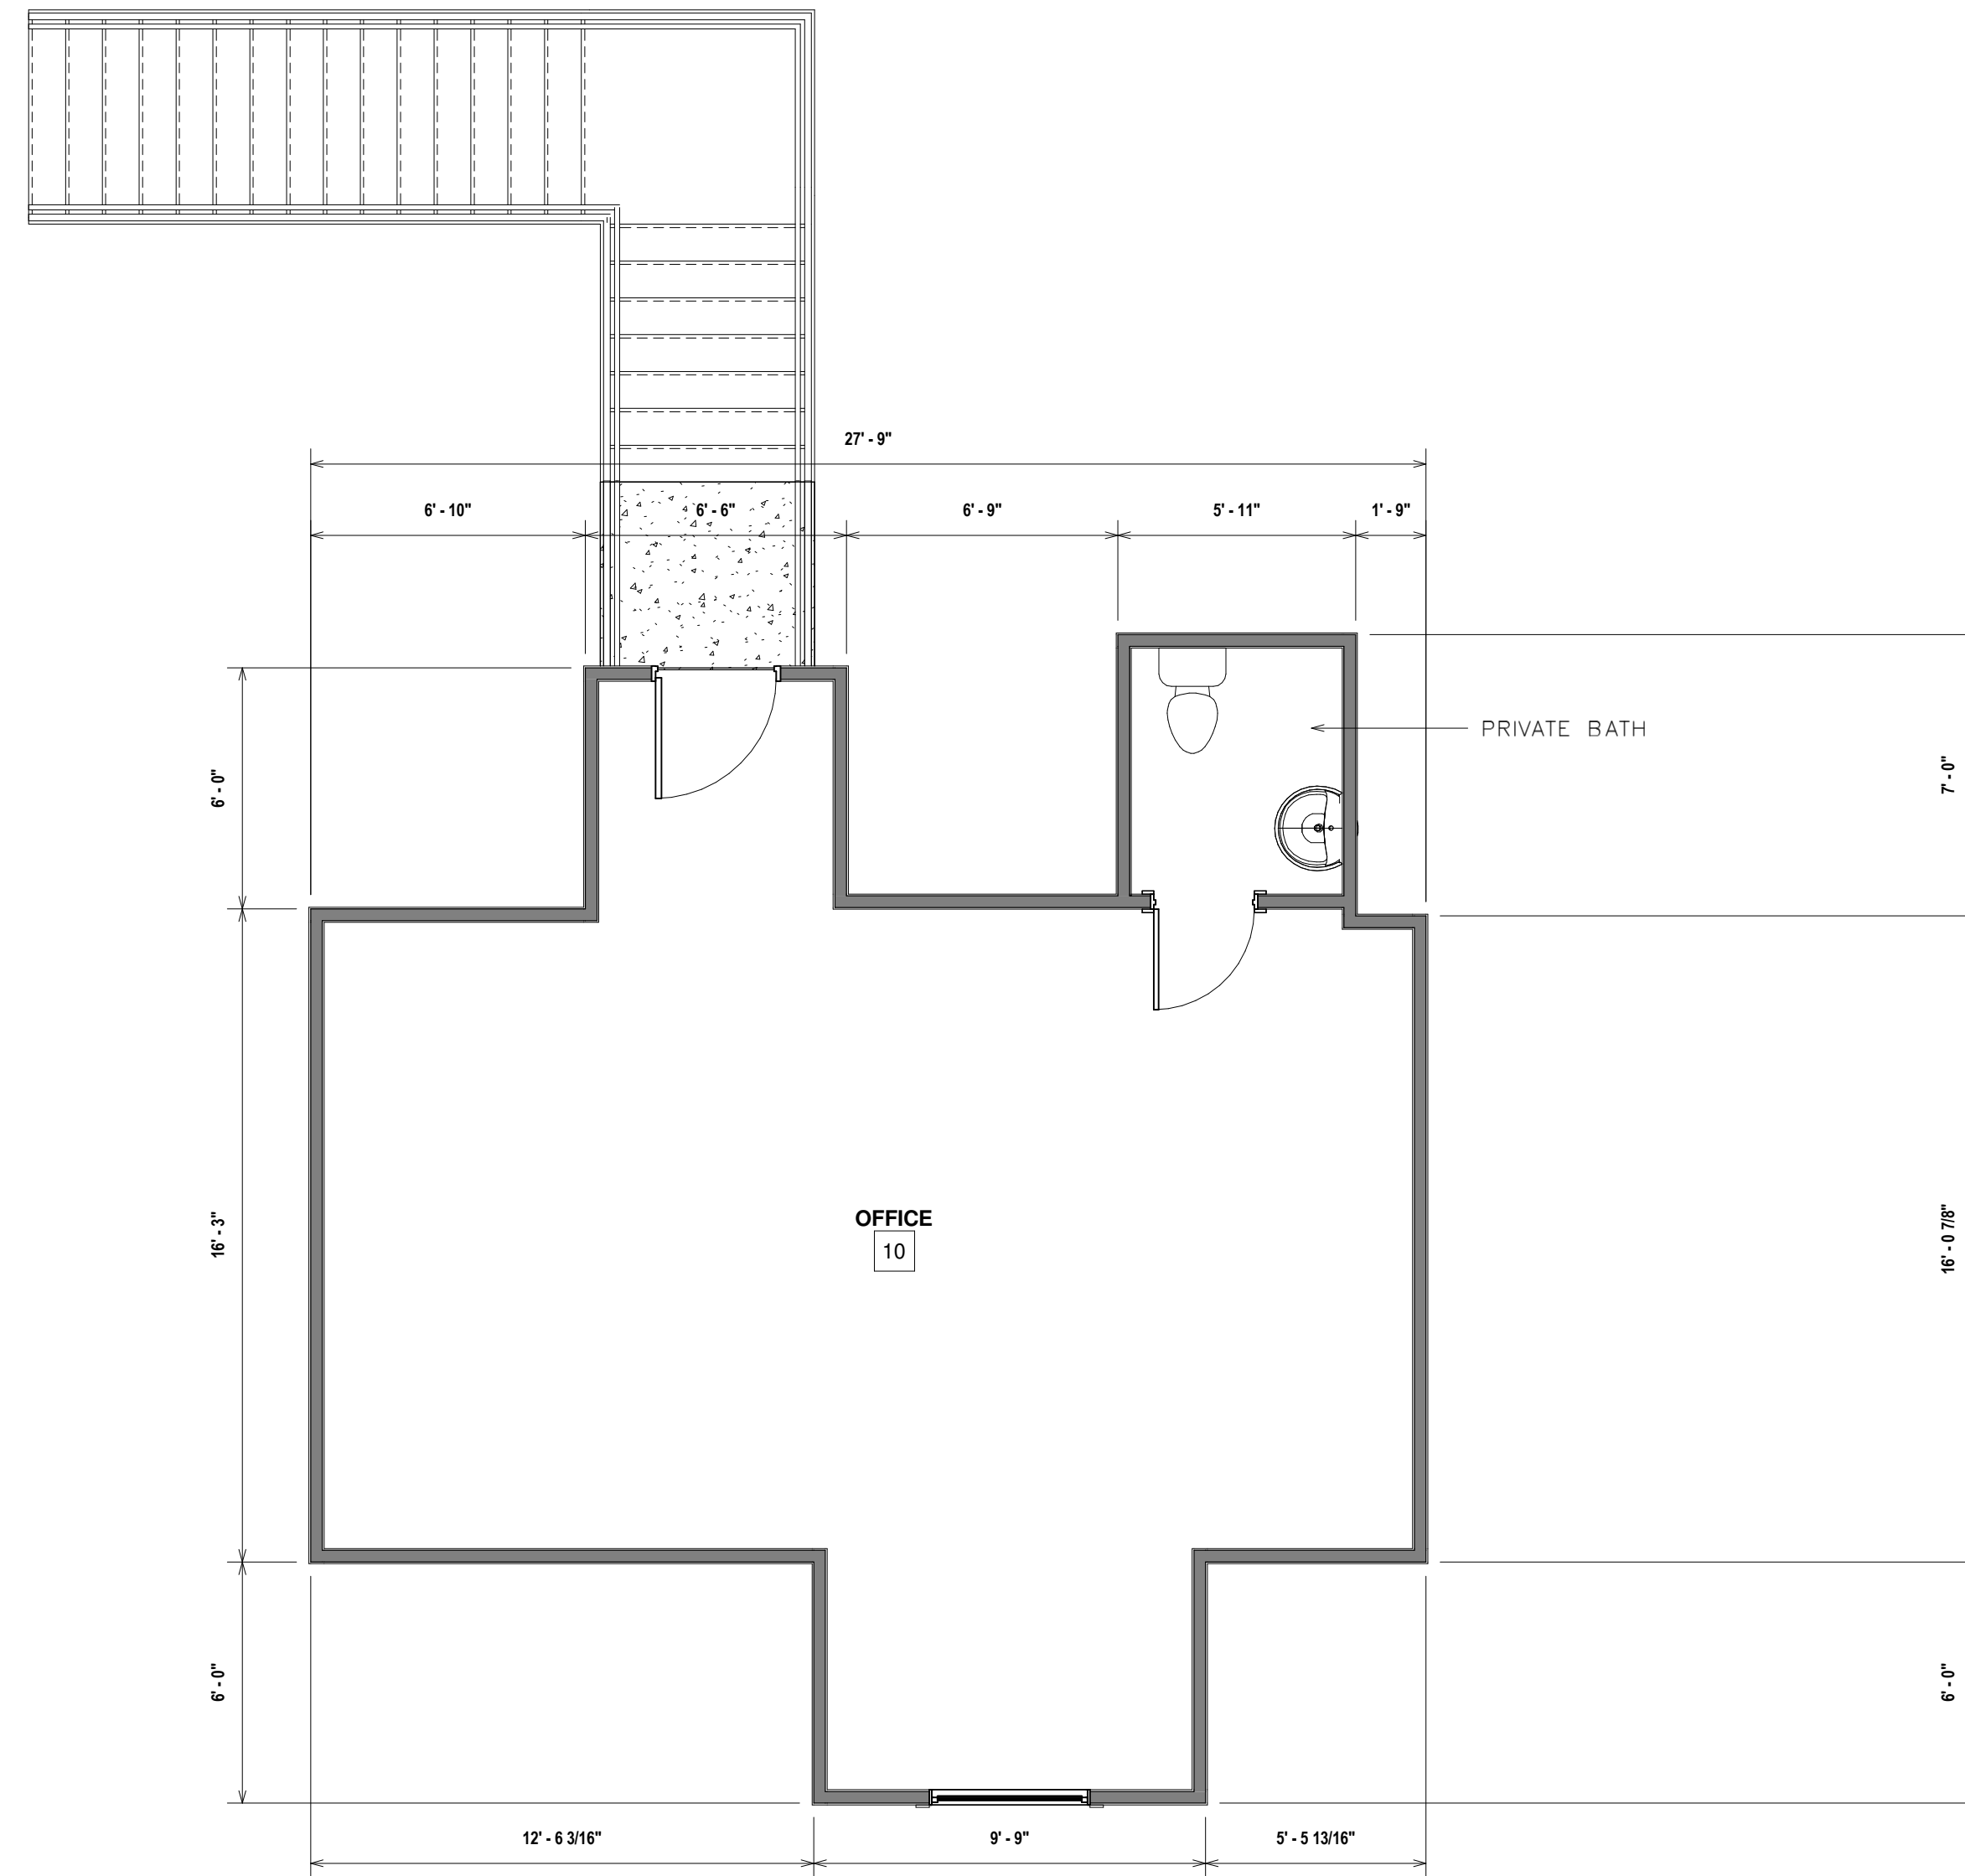 27' - 9"
6' - 10"
6' - 6"
6' - 9"
5' - 11"
1' - 9"
PRIVATE BATH
6' - 0"
7' - 0"
OFFICE
10
16' - 3"
16' - 0 7/8"
6' - 0"
6' - 0"
12' - 6 3/16"
9' - 9"
5' - 5 13/16"